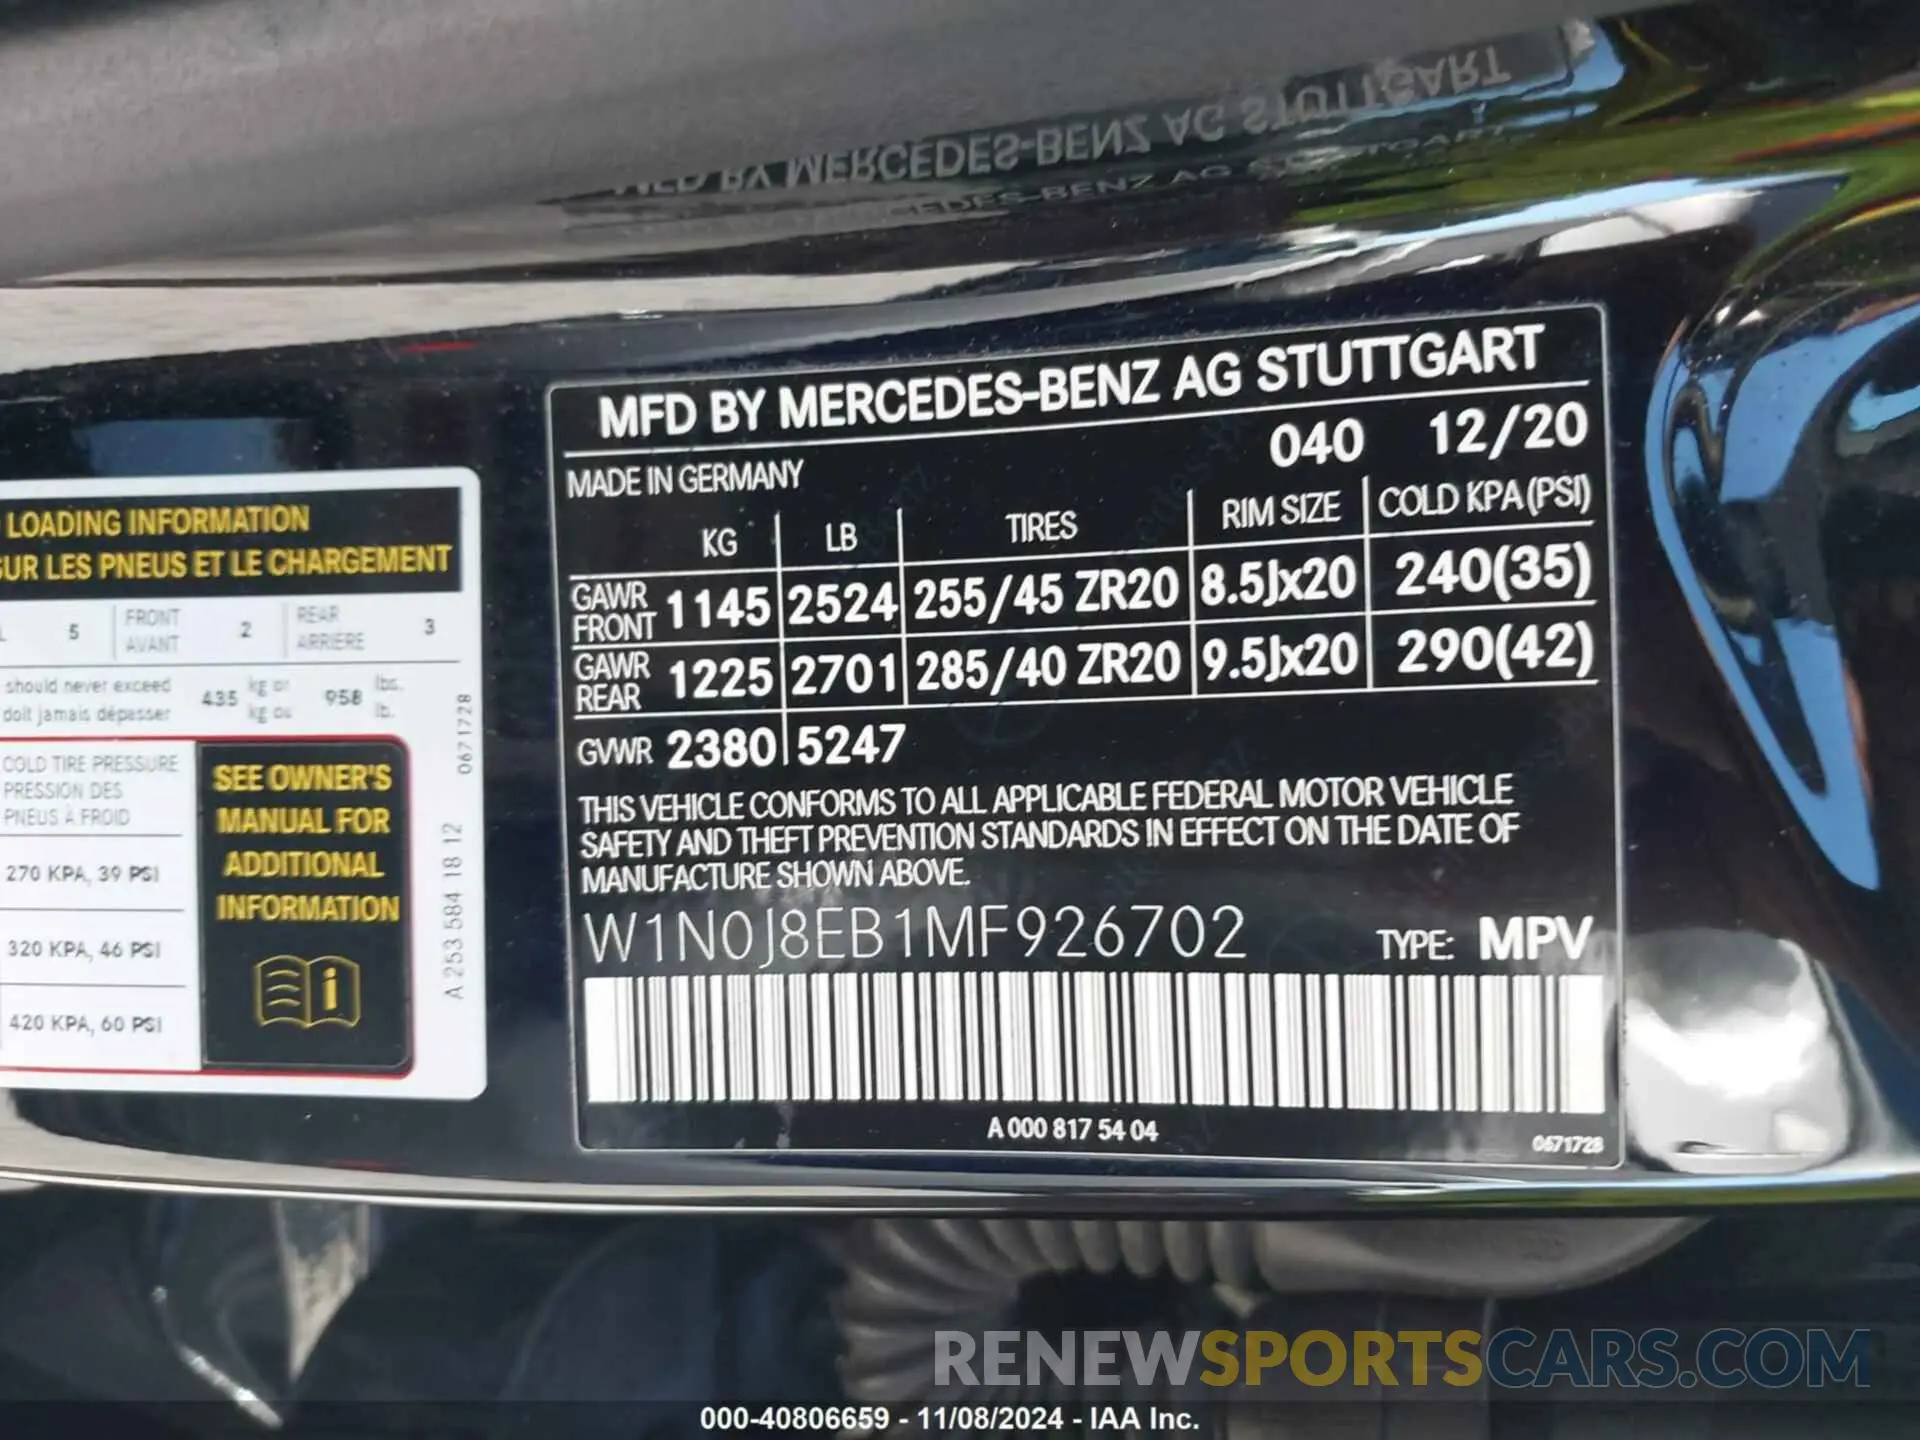 MFD BY MERCEDES-BENZ AG STUTTGART
MFD BY MERCEDES-BENZ AG STUTTGART
040 12/20
MADE IN GERMANY
KG LB TIRES RIM SIZE COLD KPA (PSI)
GAWR FRONT 1145 2524 255/45 ZR20 8.5Jx20 240(35)
GAWR REAR 1225 2701 285/40 ZR20 9.5Jx20 290(42)
GVWR 2380 5247
THIS VEHICLE CONFORMS TO ALL APPLICABLE FEDERAL MOTOR VEHICLE
SAFETY AND THEFT PREVENTION STANDARDS IN EFFECT ON THE DATE OF
MANUFACTURE SHOWN ABOVE.
W1N0J8EB1MF926702 TYPE: MPV
A 000 817 54 04
0671728
LOADING INFORMATION
SUR LES PNEUS ET LE CHARGEMENT
5 FRONT AVANT 2 REAR ARRIÈRE 3
should never exceed 435 kg or 958 lbs.
doit jamais dépasser kg ou lb.
COLD TIRE PRESSURE
PRESSION DES
PNEUS À FROID
270 KPA, 39 PSI
320 KPA, 46 PSI
420 KPA, 60 PSI
SEE OWNER'S
MANUAL FOR
ADDITIONAL
INFORMATION
A 253 584 18 12 0671728
RENEWSPORTSCARS.COM
000-40806659 - 11/08/2024 - IAA Inc.